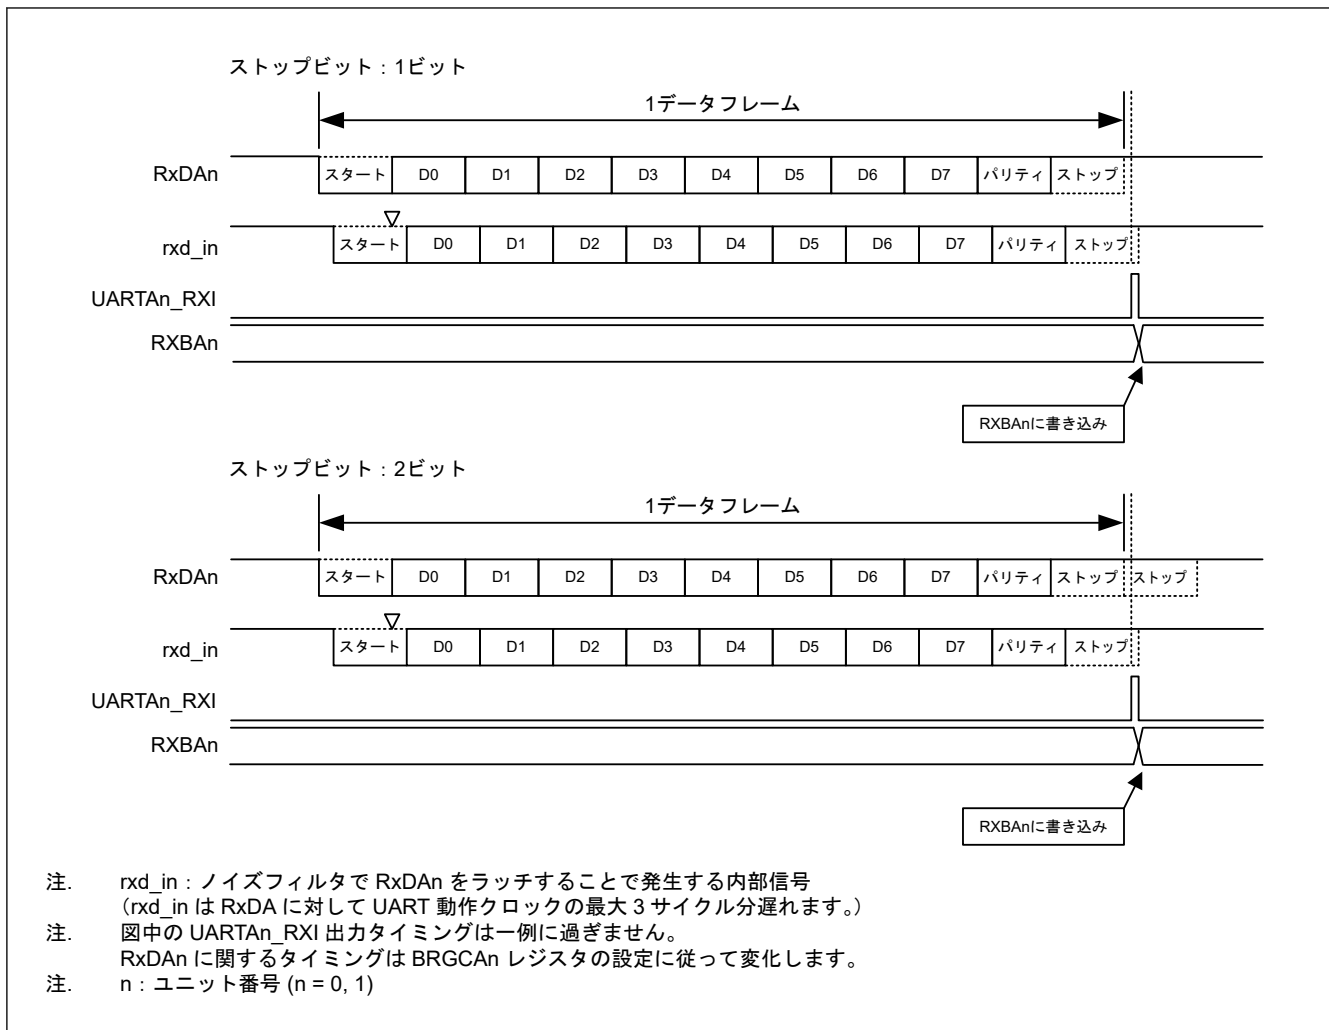 ストップビット：1ビット
1データフレーム
RxDAn スタート D0 D1 D2 D3 D4 D5 D6 D7 パリティ ストップ
rxd_in スタート D0 D1 D2 D3 D4 D5 D6 D7 パリティ ストップ
UARTAn_RXI
RXBAn
RXBAnに書き込み
ストップビット：2ビット
1データフレーム
RxDAn スタート D0 D1 D2 D3 D4 D5 D6 D7 パリティ ストップ ストップ
rxd_in スタート D0 D1 D2 D3 D4 D5 D6 D7 パリティ ストップ
UARTAn_RXI
RXBAn
RXBAnに書き込み
注. rxd_in：ノイズフィルタで RxDAn をラッチすることで発生する内部信号
（rxd_in は RxDA に対して UART 動作クロックの最大 3 サイクル分遅れます。）
注. 図中の UARTAn_RXI 出力タイミングは一例に過ぎません。
RxDAn に関するタイミングは BRGCAn レジスタの設定に従って変化します。
注. n：ユニット番号 (n = 0, 1)